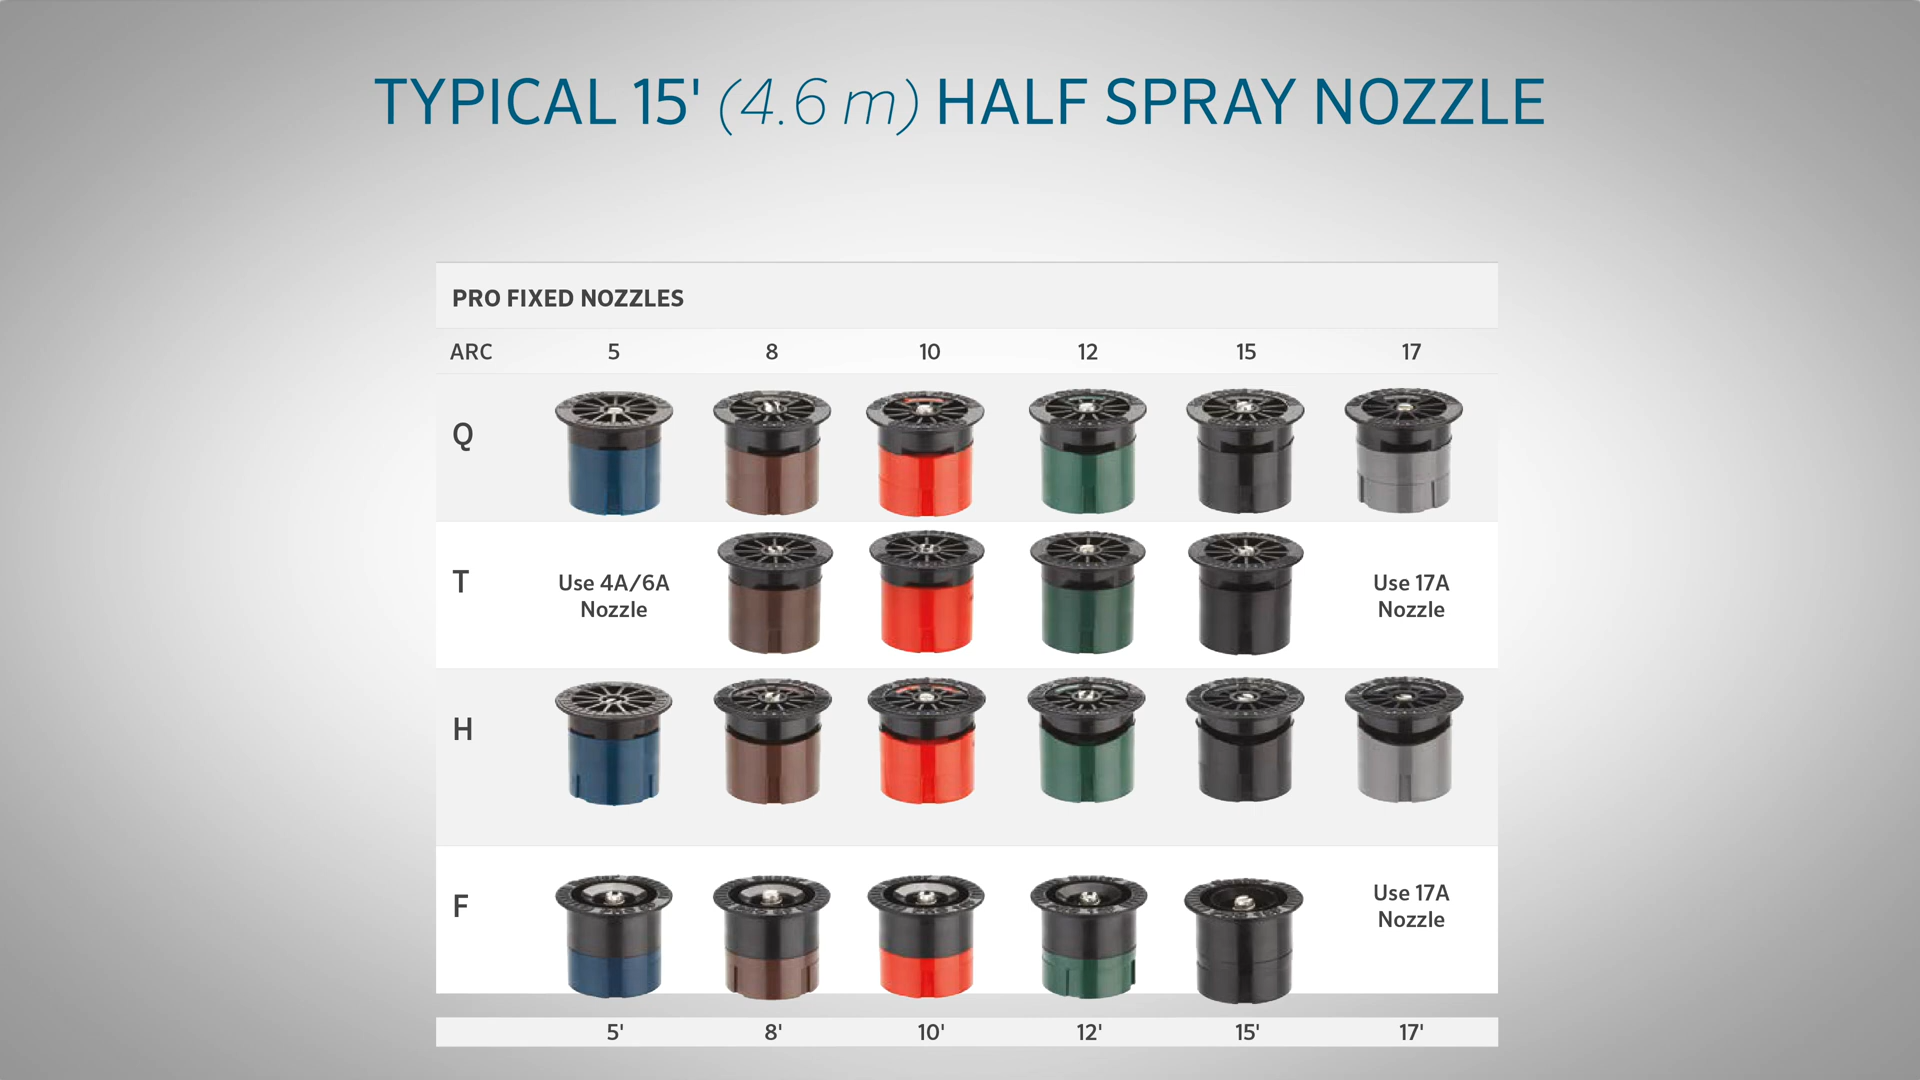 TYPICAL 15' (4.6 m) HALF SPRAY NOZZLE
PRO FIXED NOZZLES
ARC 5 8 10 12 15 17
Q
T
Use 4A/6A
Nozzle
Use 17A
Nozzle
H
F
Use 17A
Nozzle
5' 8' 10' 12' 15' 17'